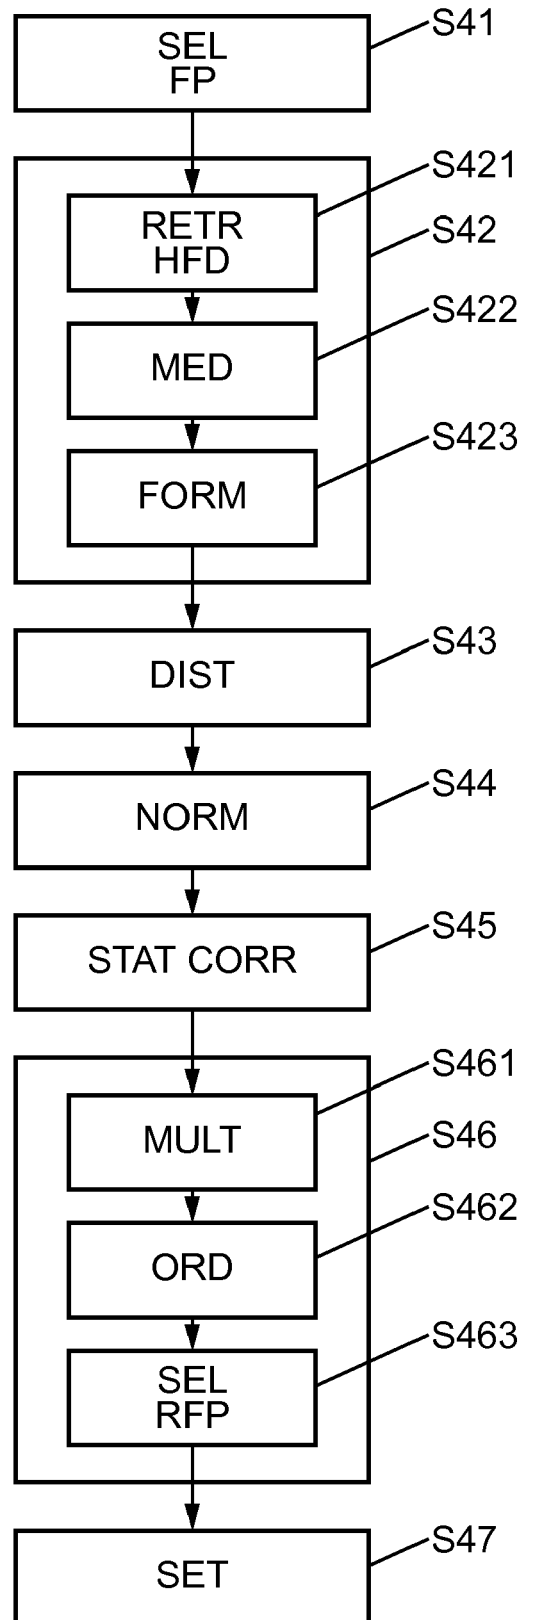 S41
SEL
FP
S421
RETR
HFD
S42
S422
MED
S423
FORM
S43
DIST
S44
NORM
S45
STAT CORR
S461
MULT
S46
S462
ORD
S463
SEL
RFP
S47
SET